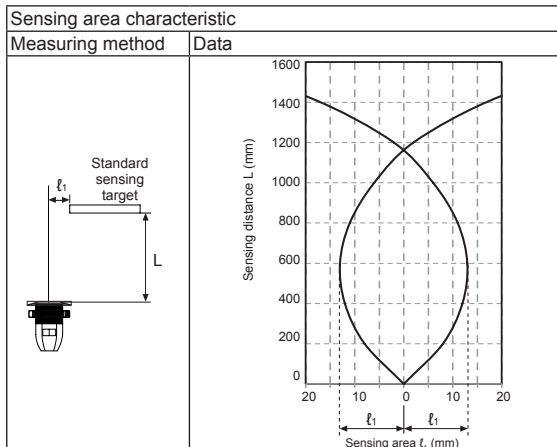 Sensing area characteristic
Measuring method
Data
Standard
sensing
target
ℓ1
L
Sensing distance L (mm)
1600
1400
1200
1000
800
600
400
200
0
20 10 0 10 20
ℓ1 ℓ1
Sensing area ℓ1 (mm)